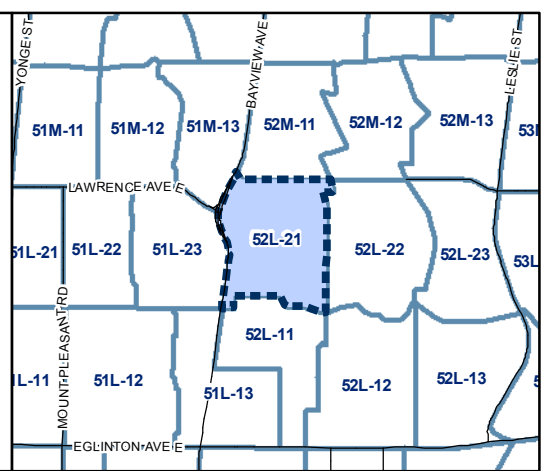 YONGE ST
BAYVIEW AVE
LESLIE ST
51M-11
51M-12
51M-13
52M-11
52M-12
52M-13
53
LAWRENCE AVE E
51L-21
51L-22
51L-23
52L-21
52L-22
52L-23
53L
MOUNT PLEASANT RD
52L-11
1L-11
51L-12
51L-13
52L-12
52L-13
5
EGLINTON AVE E